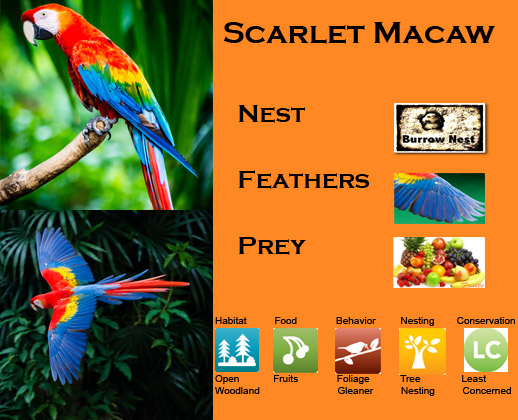 Scarlet Macaw
Nest
Burrow Nest
Feathers
Prey
Habitat Food Behavior Nesting Conservation
LC
Open Woodland Fruits Foliage Gleaner Tree Nesting Least Concerned